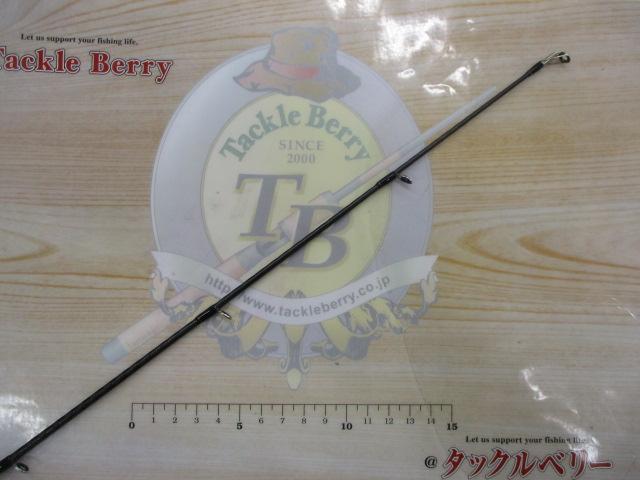 Let us support your fishing life.
Tackle Berry
Tackle Berry
SINCE
2000
TB
http://www.tackleberry.co.jp
0 1 2 3 4 5 6 7 8 9 10 11 12 13 14 15
Let us support your fishing life.
@タックルベリー